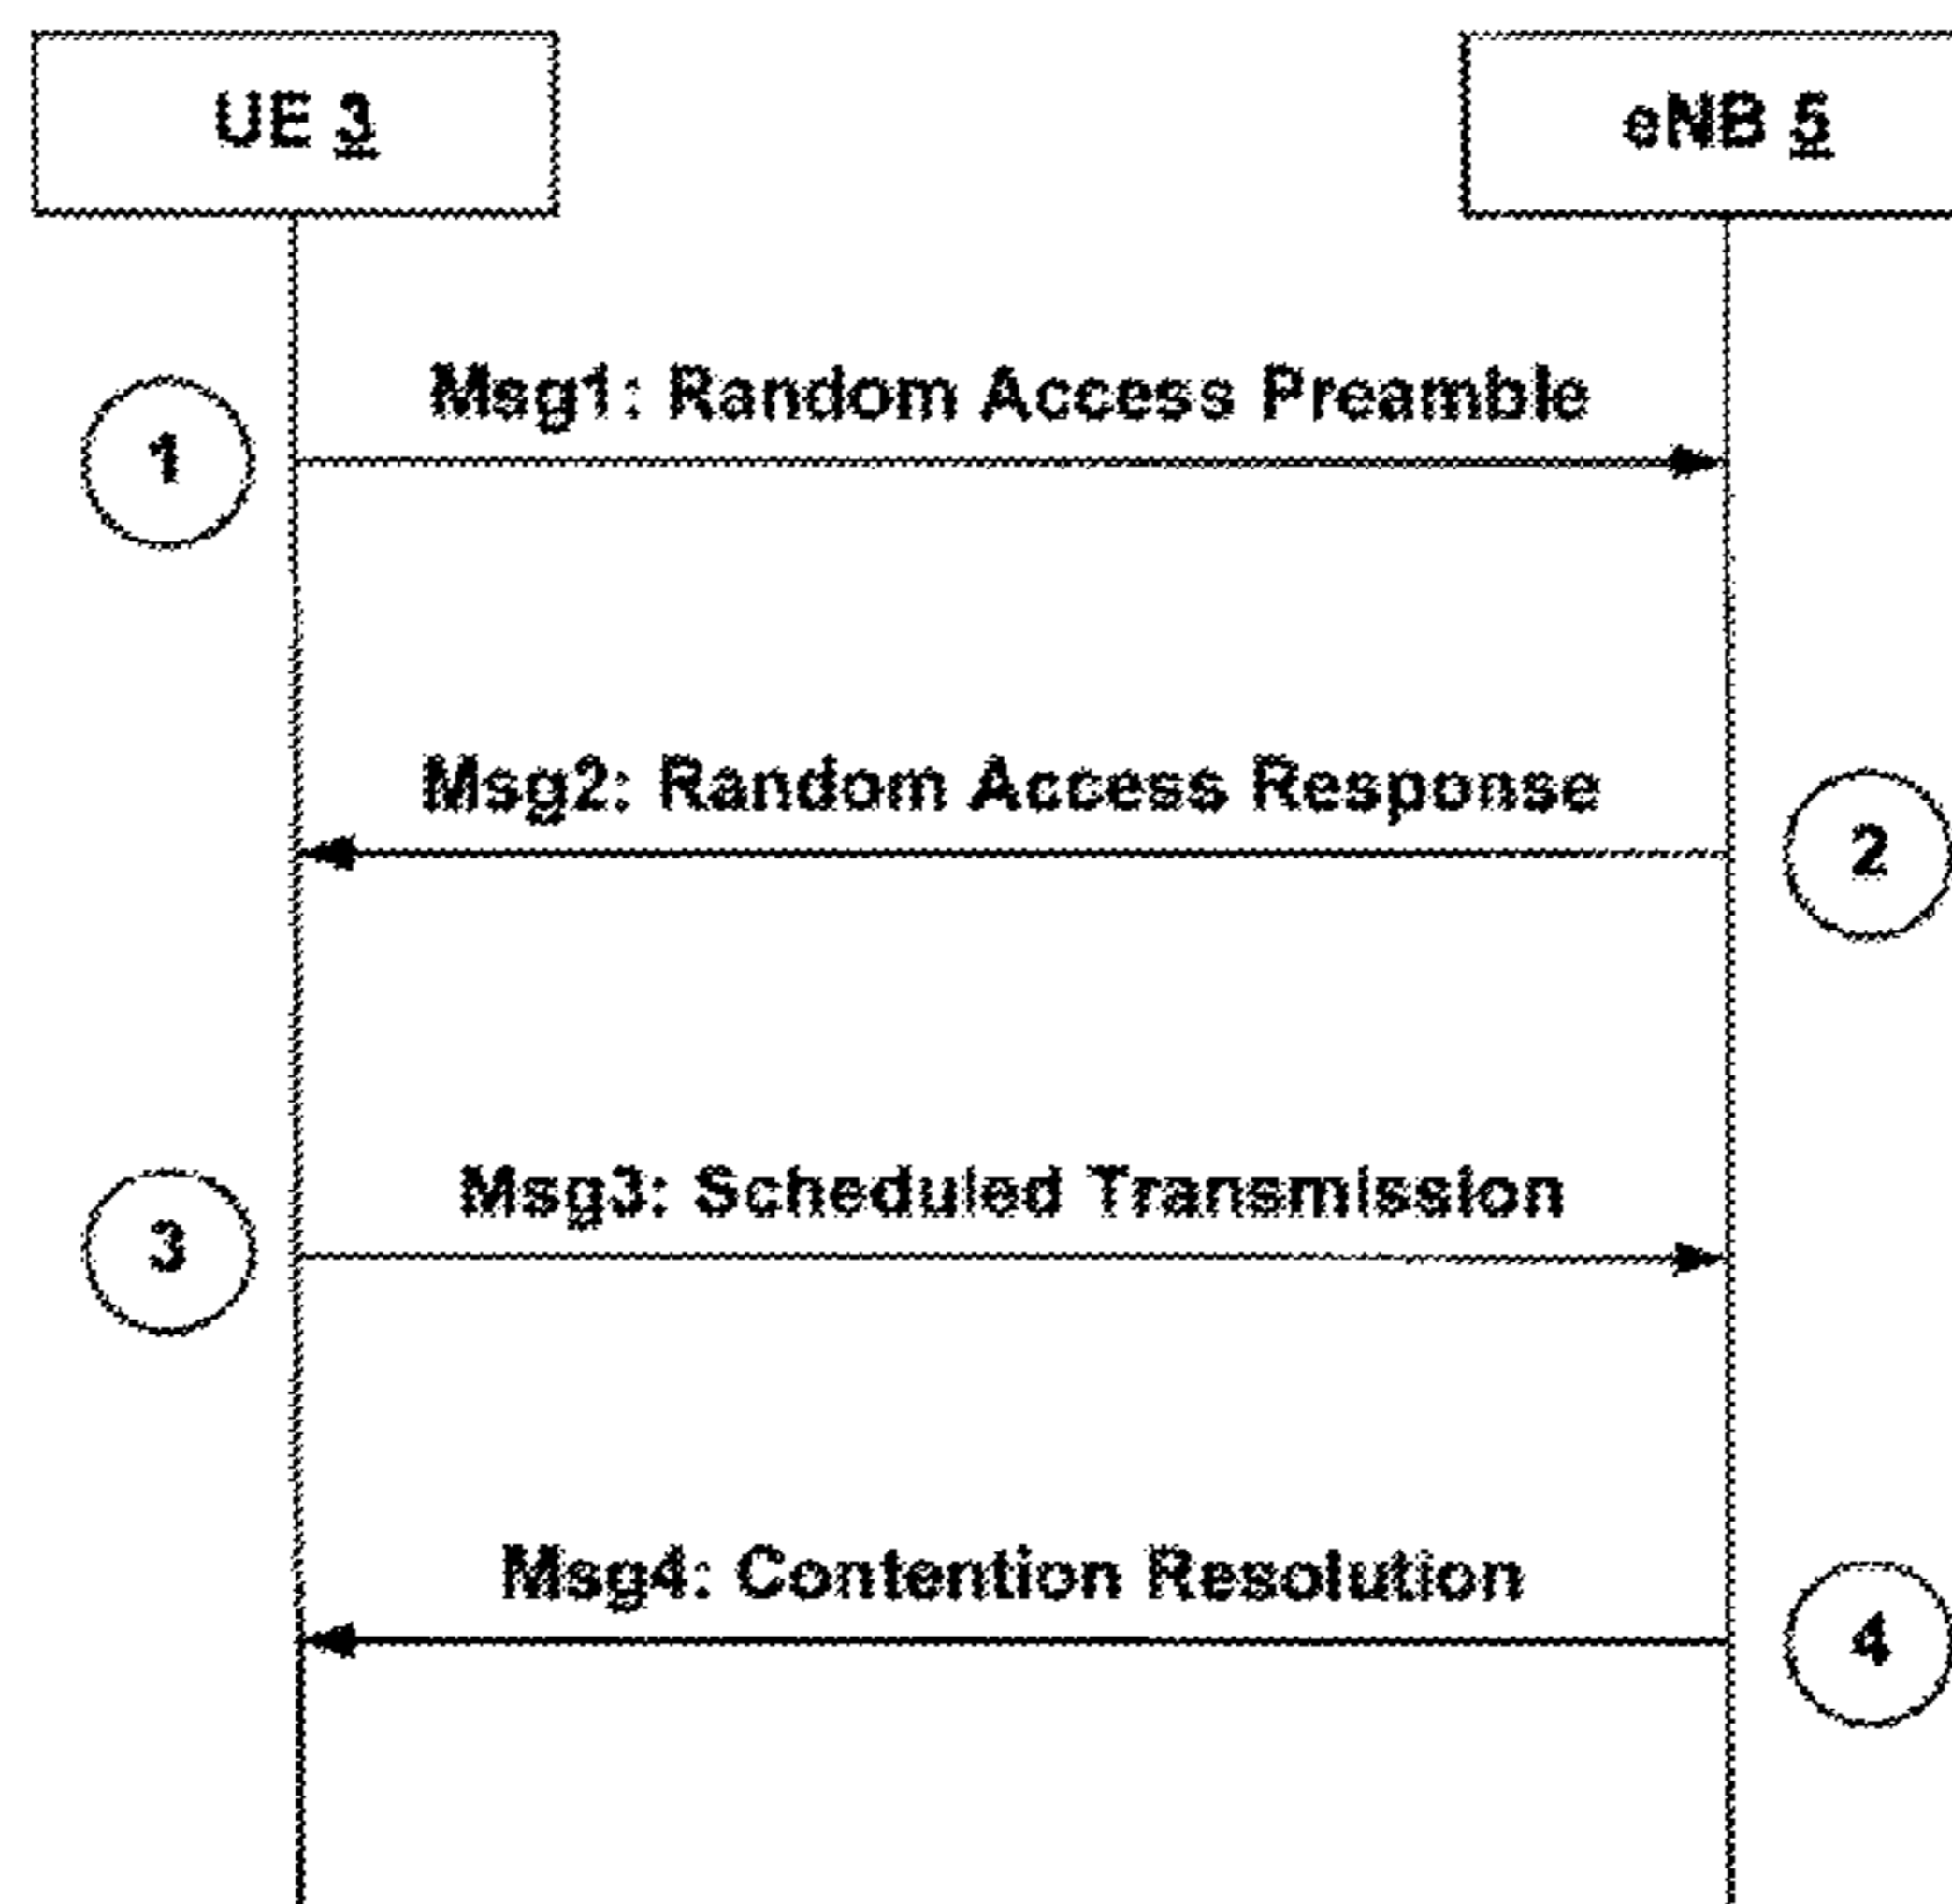 UE 3
eNB 5
Msg1: Random Access Preamble
1
Msg2: Random Access Response
2
Msg3: Scheduled Transmission
3
Msg4: Contention Resolution
4